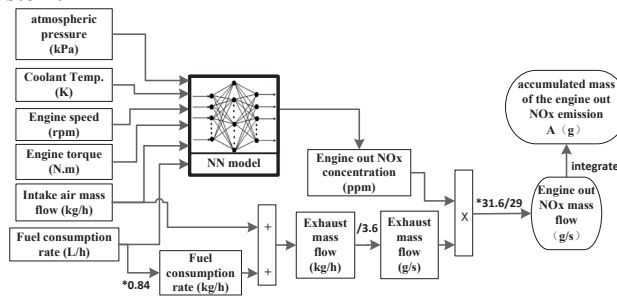 atmospheric
pressure
(kPa)
Coolant Temp.
(K)
Engine speed
(rpm)
Engine torque
(N.m)
Intake air mass
flow (kg/h)
Fuel consumption
rate (L/h)
*0.84
Fuel
consumption
rate (kg/h)
NN model
+
+
Exhaust
mass
flow
(kg/h)
/3.6
Exhaust
mass
flow
(g/s)
Engine out NOx
concentration
(ppm)
X
*31.6/29
Engine out
NOx mass
flow
(g/s)
integrate
accumulated mass
of the engine out
NOx emission
A（g）